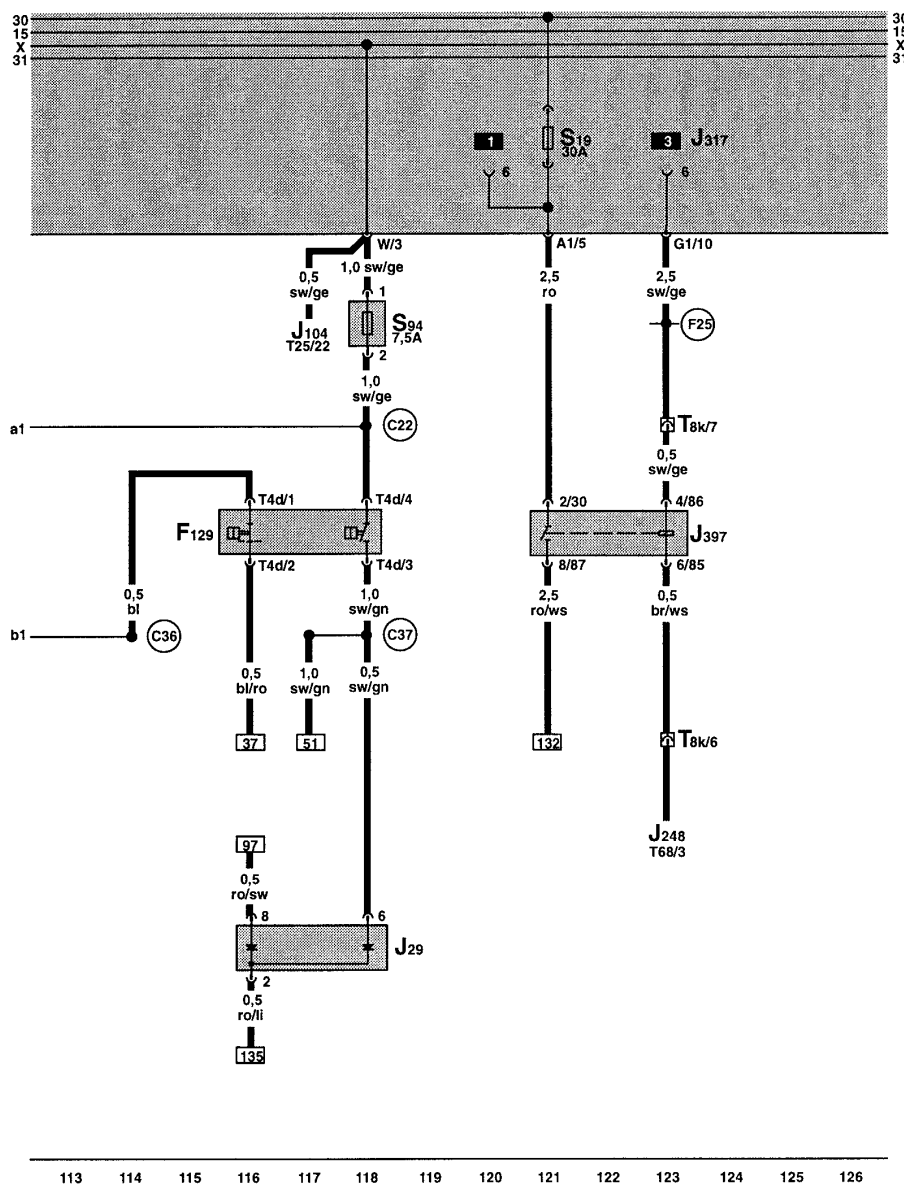 30 30
15 15
X X
31 31
1 S19 30A 3 J317
6 6
W/3 A1/5 G1/10
0,5 sw/ge 1,0 sw/ge 2,5 ro 2,5 sw/ge
1
J104 T25/22 S94 7,5A F25
2
1,0 sw/ge
a1 C22 T8k/7
0,5 sw/ge
T4d/1 T4d/4 2/30 4/86
F129 J397
T4d/2 T4d/3 8/87 6/85
0,5 bl 1,0 sw/gn 2,5 ro/ws 0,5 br/ws
b1 C36 C37
0,5 bl/ro 1,0 sw/gn 0,5 sw/gn
37 51 132 T8k/6
J248 T68/3
97
0,5 ro/sw
8 6
J29
2
0,5 ro/li
135
113 114 115 116 117 118 119 120 121 122 123 124 125 126